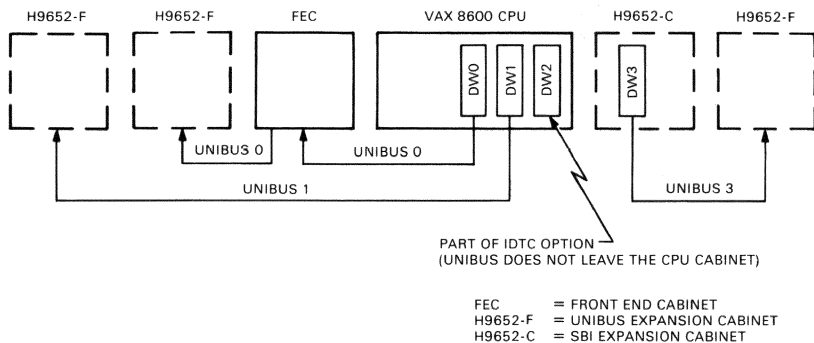 H9652-F H9652-F FEC VAX 8600 CPU H9652-C H9652-F
DW0 DW1 DW2 DW3
UNIBUS 0 UNIBUS 0
UNIBUS 1 UNIBUS 3
PART OF IDTC OPTION
(UNIBUS DOES NOT LEAVE THE CPU CABINET)
FEC = FRONT END CABINET
H9652-F = UNIBUS EXPANSION CABINET
H9652-C = SBI EXPANSION CABINET